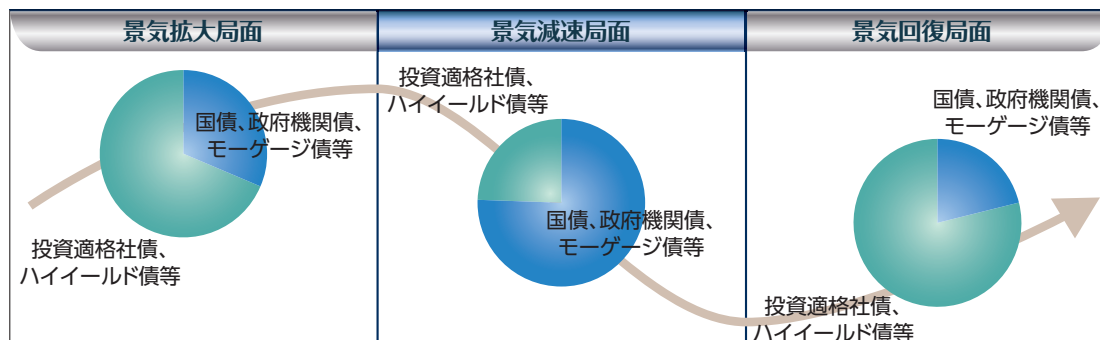 景気拡大局面
国債、政府機関債、
モーゲージ債等
投資適格社債、
ハイイールド債等
景気減速局面
投資適格社債、
ハイイールド債等
国債、政府機関債、
モーゲージ債等
景気回復局面
国債、政府機関債、
モーゲージ債等
投資適格社債、
ハイイールド債等